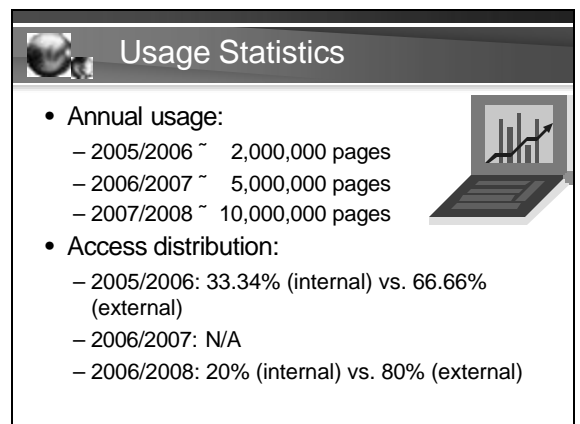 Usage Statistics
• Annual usage:
– 2005/2006 ˜ 2,000,000 pages
– 2006/2007 ˜ 5,000,000 pages
– 2007/2008 ˜ 10,000,000 pages
• Access distribution:
– 2005/2006: 33.34% (internal) vs. 66.66%
(external)
– 2006/2007: N/A
– 2006/2008: 20% (internal) vs. 80% (external)